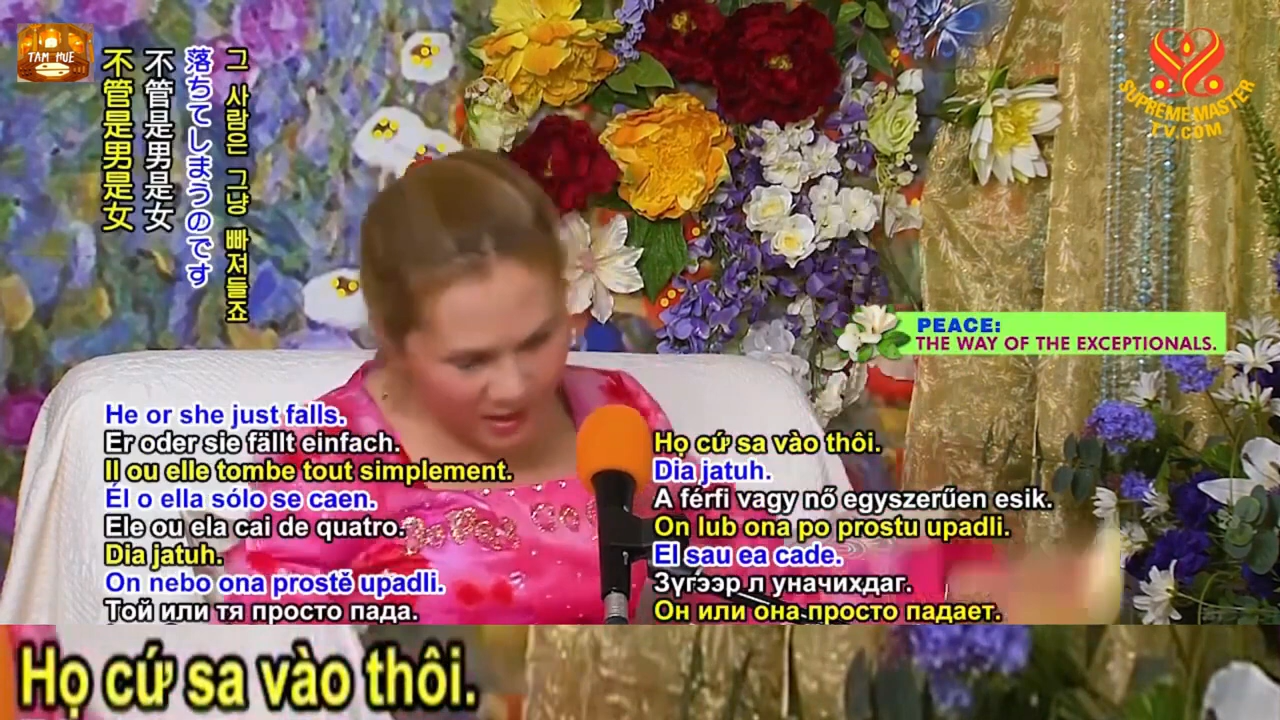 TAM HUE
SUPREME MASTER
TV.COM
그 사람은 그냥 빠져들죠
落ちてしまうのです
不管是男是女
不管是男是女
PEACE:
THE WAY OF THE EXCEPTIONALS.
He or she just falls.
Er oder sie fällt einfach.
Il ou elle tombe tout simplement.
Él o ella sólo se caen.
Ele ou ela cai de quatro.
Dia jatuh.
On nebo ona prostě upadli.
Той или тя просто пада.
Họ cứ sa vào thôi.
Dia jatuh.
A férfi vagy nő egyszerűen esik.
On lub ona po prostu upadli.
El sau ea cade.
Зүгээр л уначихдаг.
Он или она просто падает.
Họ cứ sa vào thôi.